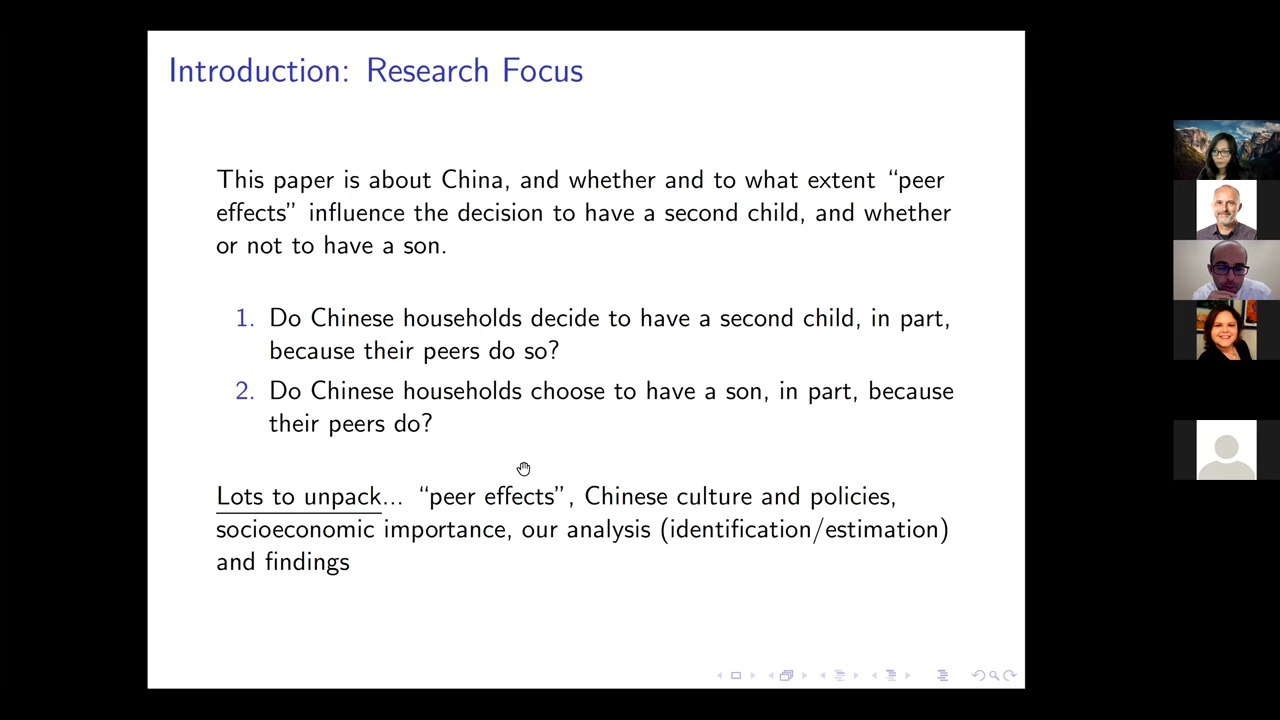 Introduction: Research Focus
This paper is about China, and whether and to what extent “peer
effects” influence the decision to have a second child, and whether
or not to have a son.
1. Do Chinese households decide to have a second child, in part,
because their peers do so?
2. Do Chinese households choose to have a son, in part, because
their peers do?
Lots to unpack... “peer effects”, Chinese culture and policies,
socioeconomic importance, our analysis (identification/estimation)
and findings